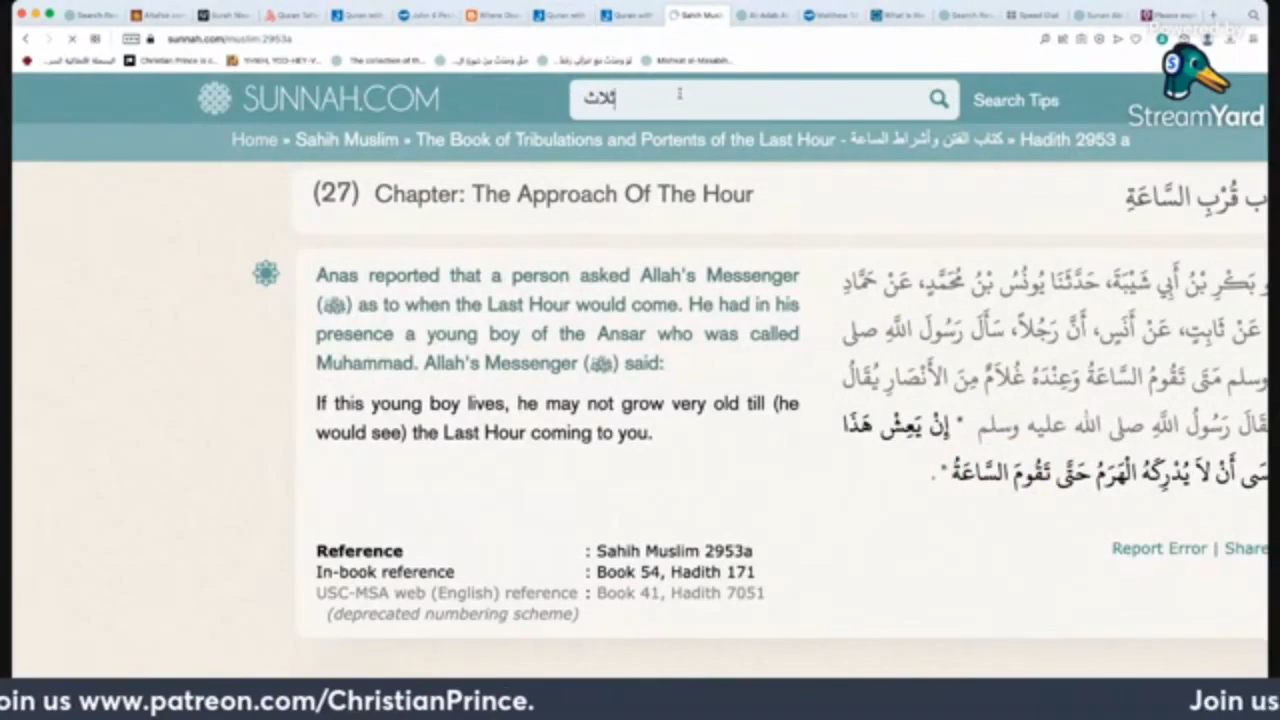 Powered by
StreamYard
sunnah.com/muslim:2953a
SUNNAH.COM
ثلاث
Search Tips
Home » Sahih Muslim » The Book of Tribulations and Portents of the Last Hour - كتاب الفتن وأشراط الساعة » Hadith 2953 a
(27) Chapter: The Approach Of The Hour
ب قُرْبِ السَّاعَةِ
Anas reported that a person asked Allah's Messenger
(ﷺ) as to when the Last Hour would come. He had in his
presence a young boy of the Ansar who was called
Muhammad. Allah's Messenger (ﷺ) said:
If this young boy lives, he may not grow very old till (he
would see) the Last Hour coming to you.
و بَكْرِ بْنُ أَبِي شَيْبَةَ، حَدَّثَنَا يُونُسُ بْنُ مُحَمَّدٍ، عَنْ حَمَّادِ
عَنْ ثَابِتٍ، عَنْ أَنَسٍ، أَنَّ رَجُلاً، سَأَلَ رَسُولَ اللَّهِ صلى
وسلم مَتَى تَقُومُ السَّاعَةُ وَعِنْدَهُ غُلاَمٌ مِنَ الأَنْصَارِ يُقَالُ
قَالَ رَسُولُ اللَّهِ صلى الله عليه وسلم " إِنْ يَعِشْ هَذَا
سَى أَنْ لاَ يُدْرِكَهُ الْهَرَمُ حَتَّى تَقُومَ السَّاعَةُ " .
Reference : Sahih Muslim 2953a
In-book reference : Book 54, Hadith 171
USC-MSA web (English) reference : Book 41, Hadith 7051
(deprecated numbering scheme)
Report Error | Share
oin us www.patreon.com/ChristianPrince.
Join us